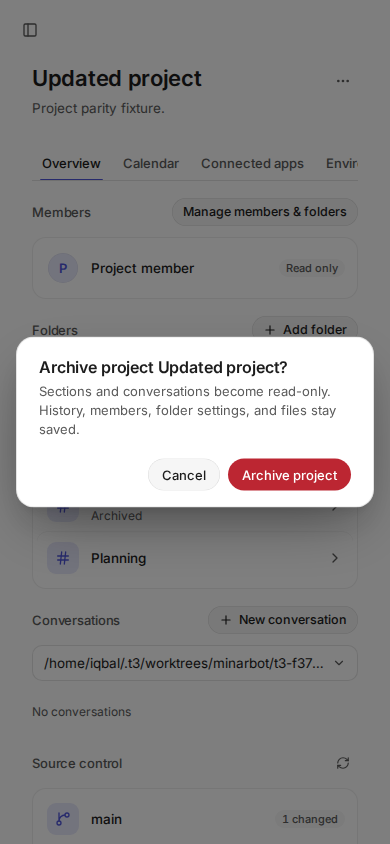 Updated project
Project parity fixture.
Overview
Calendar
Connected apps
Members
Manage members & folders
P
Project member
Read only
Folders
Add folder
Archive project Updated project?
Sections and conversations become read-only.
History, members, folder settings, and files stay
saved.
Cancel
Archive project
Archived
Planning
Conversations
New conversation
/home/iqbal/.t3/worktrees/minarbot/t3-f37...
No conversations
Source control
main
1 changed